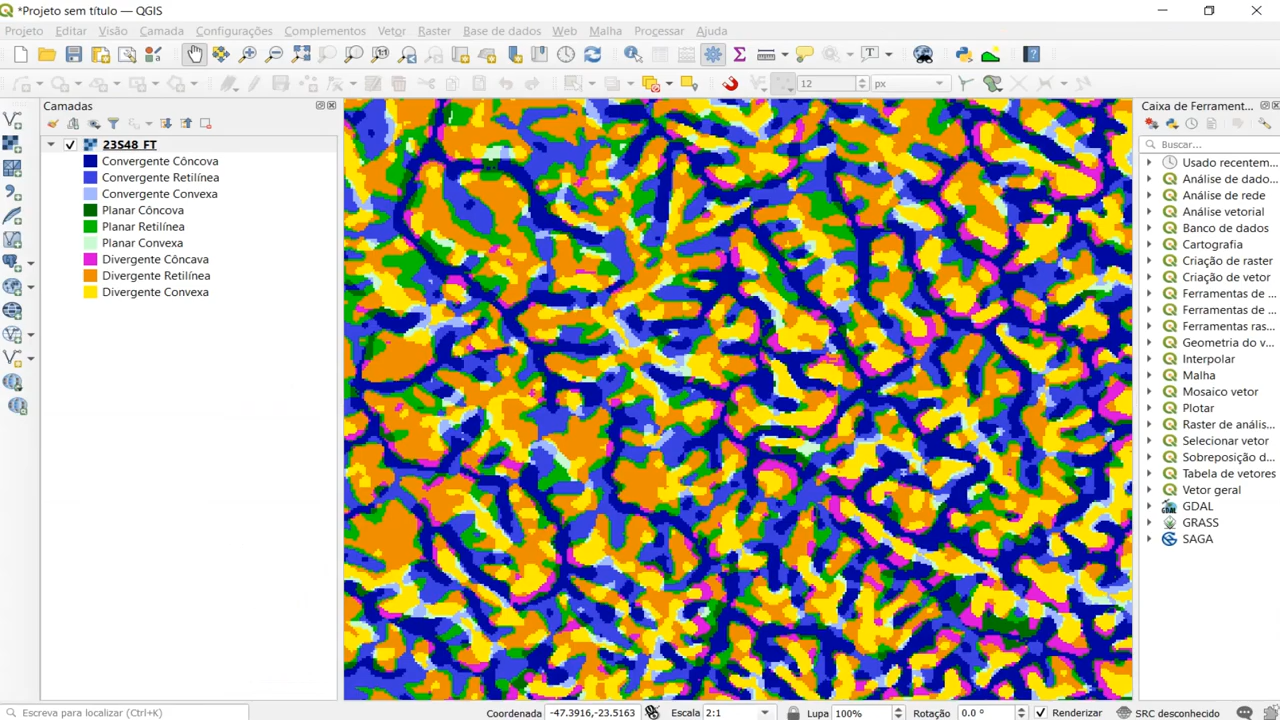 *Projeto sem título — QGIS
Projeto Editar Visão Camada Configurações Complementos Vetor Raster Base de dados Web Malha Processar Ajuda
12 px
Camadas
Caixa de Ferrament...
Buscar...
23S48_FT
Convergente Côncova
Convergente Retilínea
Convergente Convexa
Planar Côncova
Planar Retilínea
Planar Convexa
Divergente Côncava
Divergente Retilínea
Divergente Convexa
Usado recentem...
Análise de dado...
Análise de rede
Análise vetorial
Banco de dados
Cartografia
Criação de raster
Criação de vetor
Ferramentas de ...
Ferramentas de ...
Ferramentas ras...
Geometria do v...
Interpolar
Malha
Mosaico vetor
Plotar
Raster de anális...
Selecionar vetor
Sobreposição d...
Tabela de vetores
Vetor geral
GDAL
GRASS
SAGA
Escreva para localizar (Ctrl+K) Coordenada -47.3916,-23.5163 Escala 2:1 Lupa 100% Rotação 0.0 ° Renderizar SRC desconhecido